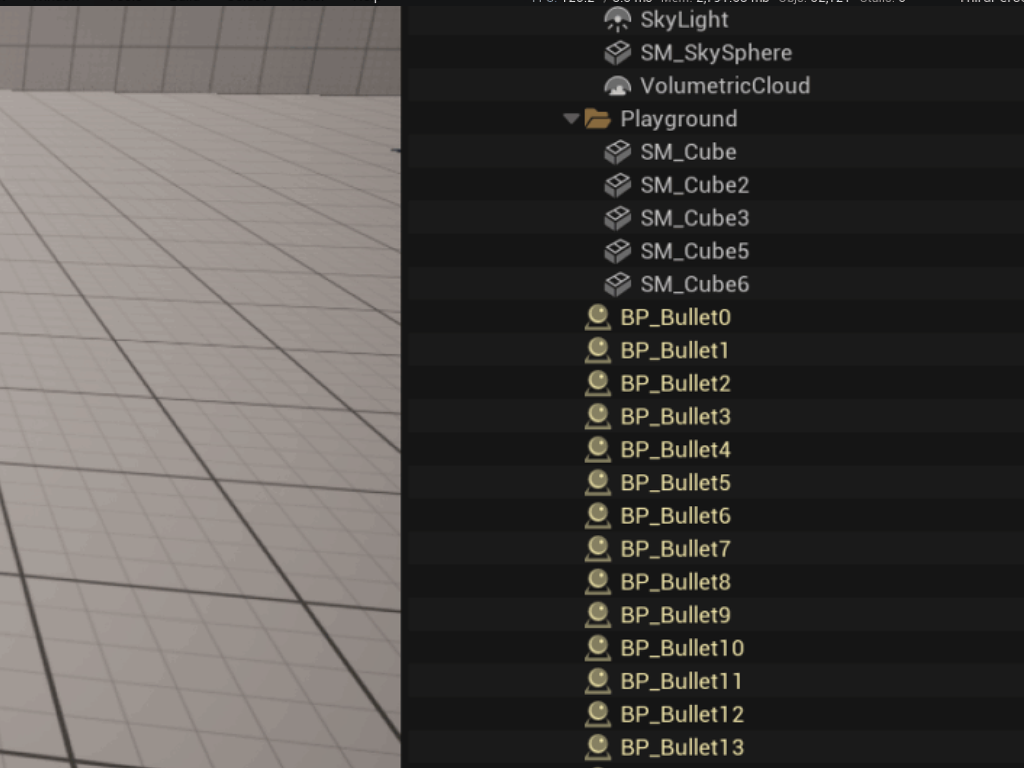 SkyLight
SM_SkySphere
VolumetricCloud
Playground
SM_Cube
SM_Cube2
SM_Cube3
SM_Cube5
SM_Cube6
BP_Bullet0
BP_Bullet1
BP_Bullet2
BP_Bullet3
BP_Bullet4
BP_Bullet5
BP_Bullet6
BP_Bullet7
BP_Bullet8
BP_Bullet9
BP_Bullet10
BP_Bullet11
BP_Bullet12
BP_Bullet13